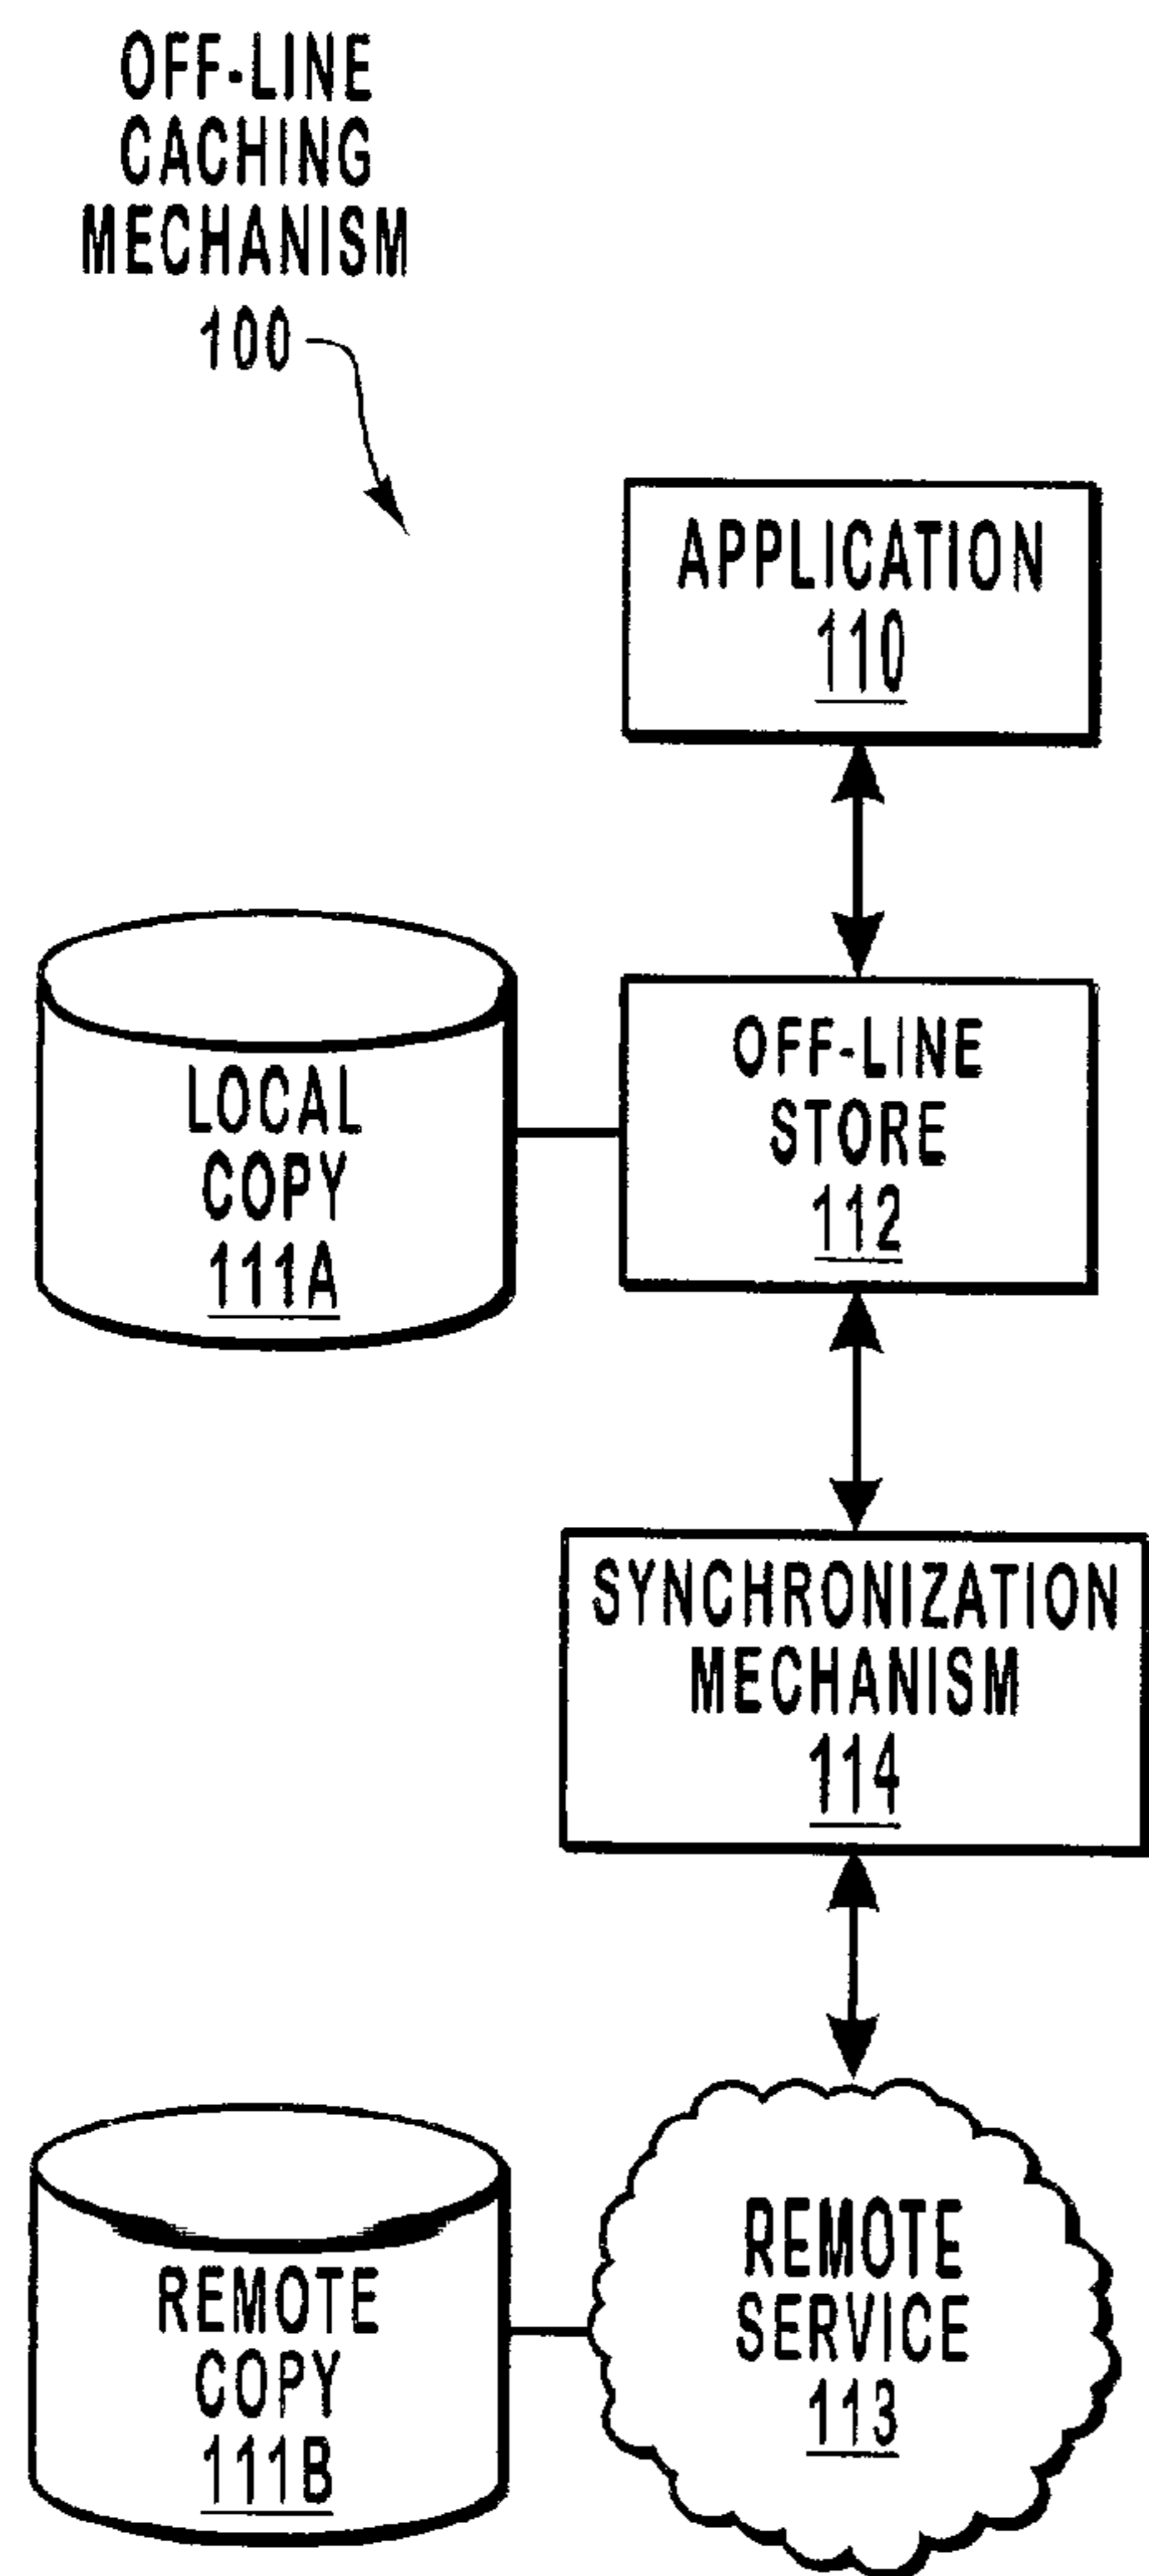 OFF-LINE
CACHING
MECHANISM
100
APPLICATION
110
OFF-LINE
STORE
112
LOCAL
COPY
111A
SYNCHRONIZATION
MECHANISM
114
REMOTE
SERVICE
113
REMOTE
COPY
111B